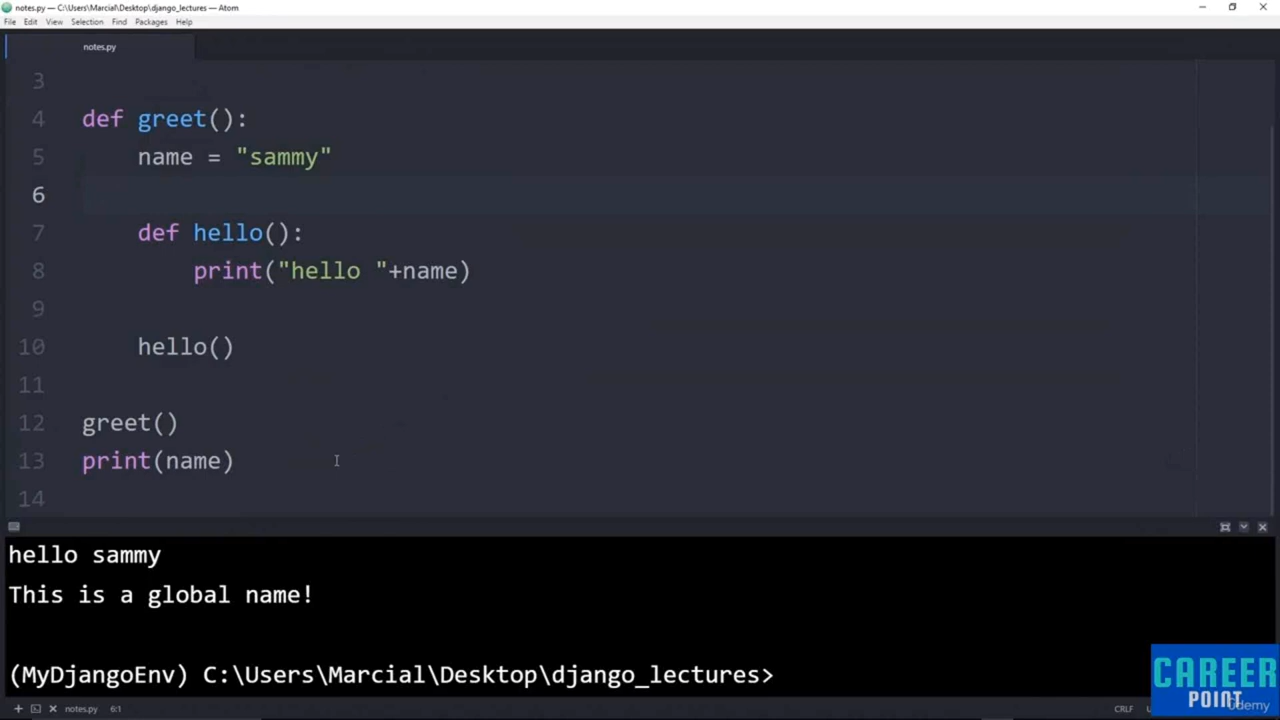 notes.py — C:\Users\Marcial\Desktop\django_lectures — Atom
File Edit View Selection Find Packages Help
notes.py
3
4 def greet():
5     name = "sammy"
6
7     def hello():
8         print("hello "+name)
9
10     hello()
11
12 greet()
13 print(name)
14
hello sammy
This is a global name!
(MyDjangoEnv) C:\Users\Marcial\Desktop\django_lectures>
CAREER
POINT
udemy
notes.py 6:1 CRLF